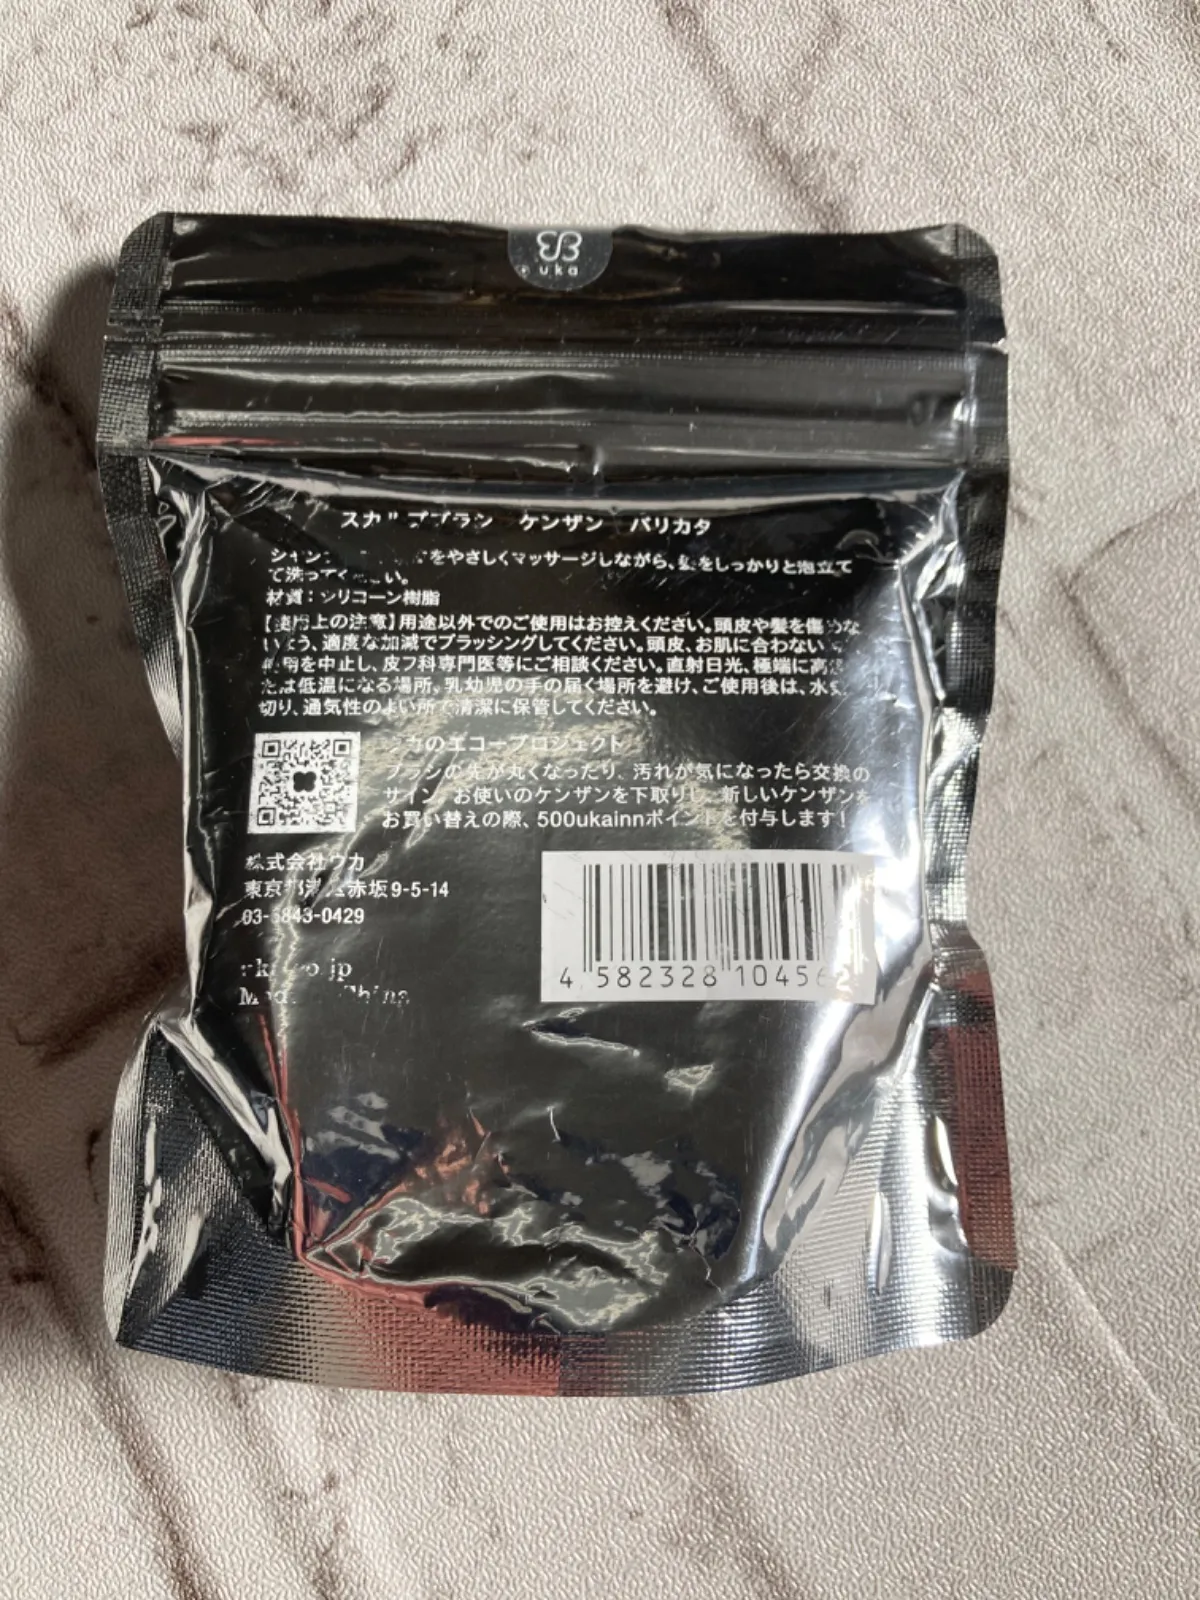 uka
スカルプブラシ ケンザン バリカタ
をやさしくマッサージしながら、髪をしっかりと泡立て
て洗ってください。
材質：シリコーン樹脂
【使用上の注意】用途以外でのご使用はお控えください。頭皮や髪を傷めな
いよう、適度な加減でブラッシングしてください。頭皮、お肌に合わない
使用を中止し、皮フ科専門医等にご相談ください。直射日光、極端に高
たは低温になる場所、乳幼児の手の届く場所を避け、ご使用後は、水
切り、通気性のよい所で清潔に保管してください。
ウカのエコープロジェクト
ブラシの先が丸くなったり、汚れが気になったら交換の
サイン。お使いのケンザンを下取りし、新しいケンザンを
お買い替えの際、500ukainnポイントを付与します！
株式会社ウカ
東京都港区赤坂9-5-14
03-5843-0429
jp
Made in China
4 582328 104562